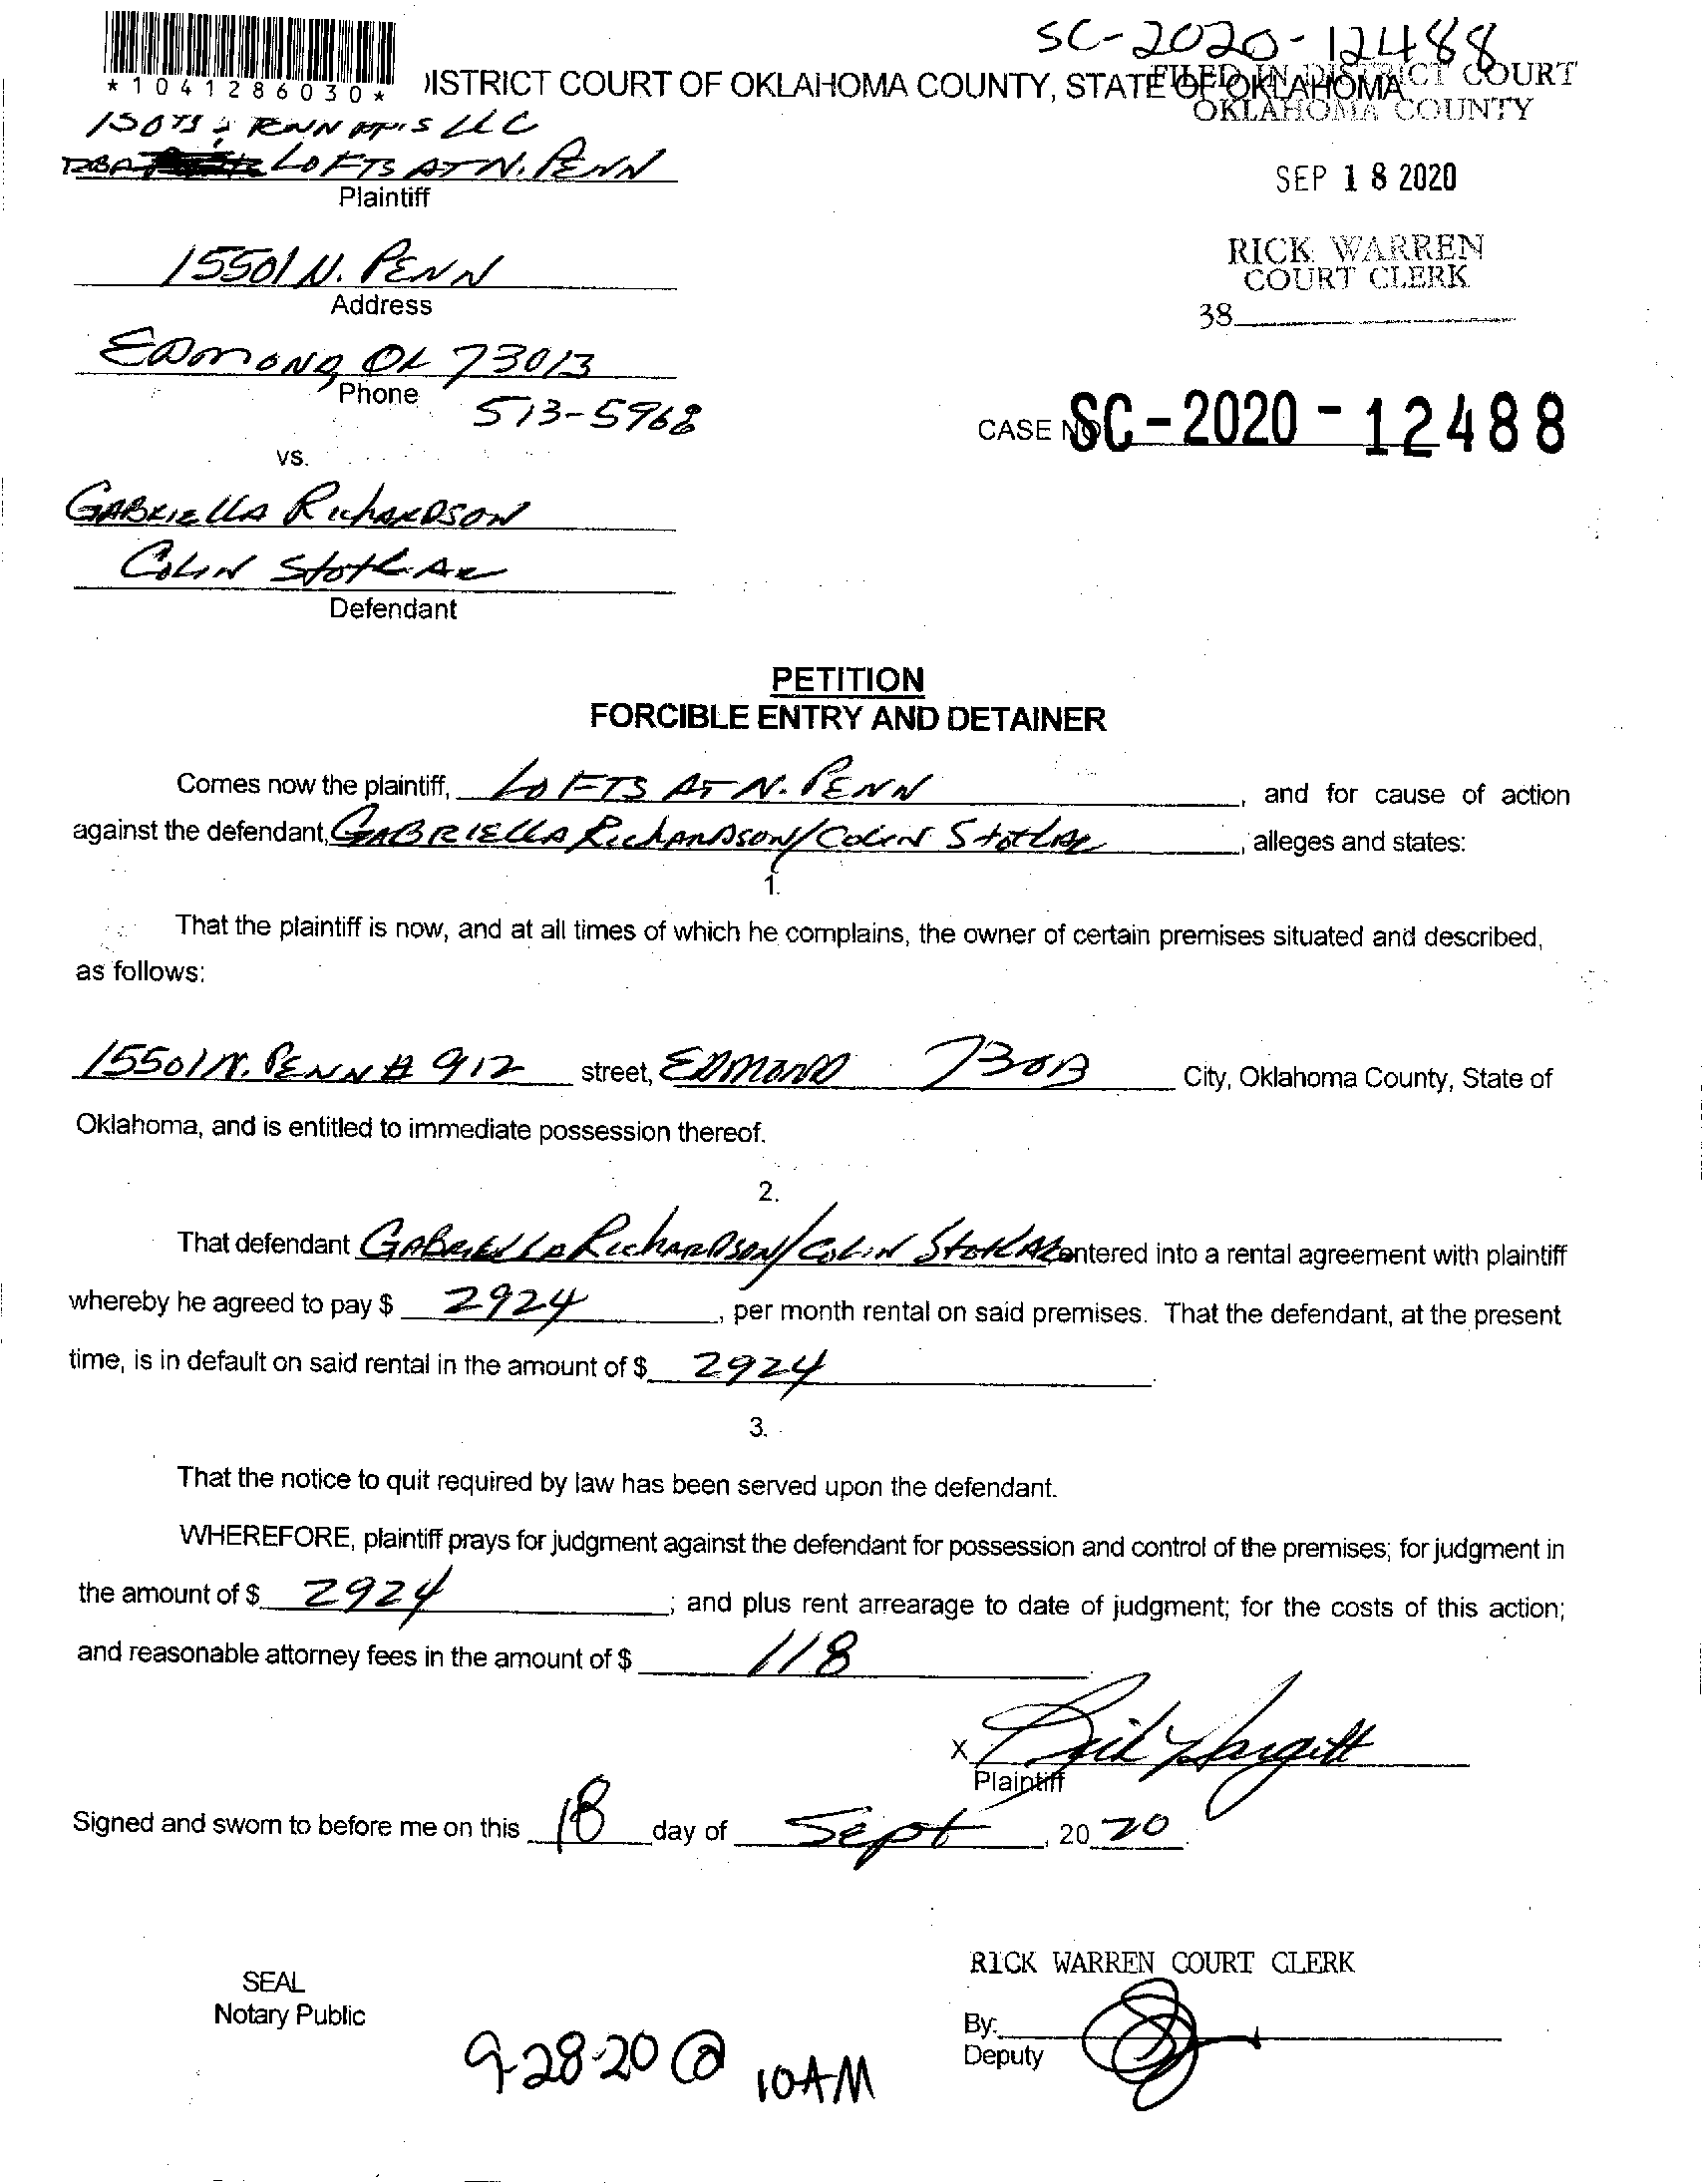 SC-2020-12488
*1041286030*
DISTRICT COURT OF OKLAHOMA COUNTY, STATE OF OKLAHOMA
FILED IN DISTRICT COURT
OKLAHOMA COUNTY
LLC
DBA LOFTS AT N. PENN
Plaintiff
SEP 18 2020
15501 N. PENN
Address
RICK WARREN
COURT CLERK
38
EDMOND, OK 73013
Phone
513-5968
CASE NO. SC-2020-12488
vs.
GABRIELLA RICHARDSON
COLIN STOTLAR
Defendant
PETITION
FORCIBLE ENTRY AND DETAINER
Comes now the plaintiff, LOFTS AT N. PENN, and for cause of action
against the defendant, GABRIELLA RICHARDSON/COLIN STOTLAR, alleges and states:
1.
That the plaintiff is now, and at all times of which he complains, the owner of certain premises situated and described,
as follows:
15501 N. PENN # 912 street, EDMOND 73013 City, Oklahoma County, State of
Oklahoma, and is entitled to immediate possession thereof.
2.
That defendant GABRIELLA RICHARDSON/COLIN STOTLAR entered into a rental agreement with plaintiff
whereby he agreed to pay $ 2924, per month rental on said premises. That the defendant, at the present
time, is in default on said rental in the amount of $ 2924.
3.
That the notice to quit required by law has been served upon the defendant.
WHEREFORE, plaintiff prays for judgment against the defendant for possession and control of the premises; for judgment in
the amount of $ 2924; and plus rent arrearage to date of judgment; for the costs of this action;
and reasonable attorney fees in the amount of $ 118
X Hargett
Plaintiff
Signed and sworn to before me on this 18 day of Sept, 2020.
RICK WARREN COURT CLERK
SEAL
Notary Public
By:
Deputy
9-28-20 @ 10AM